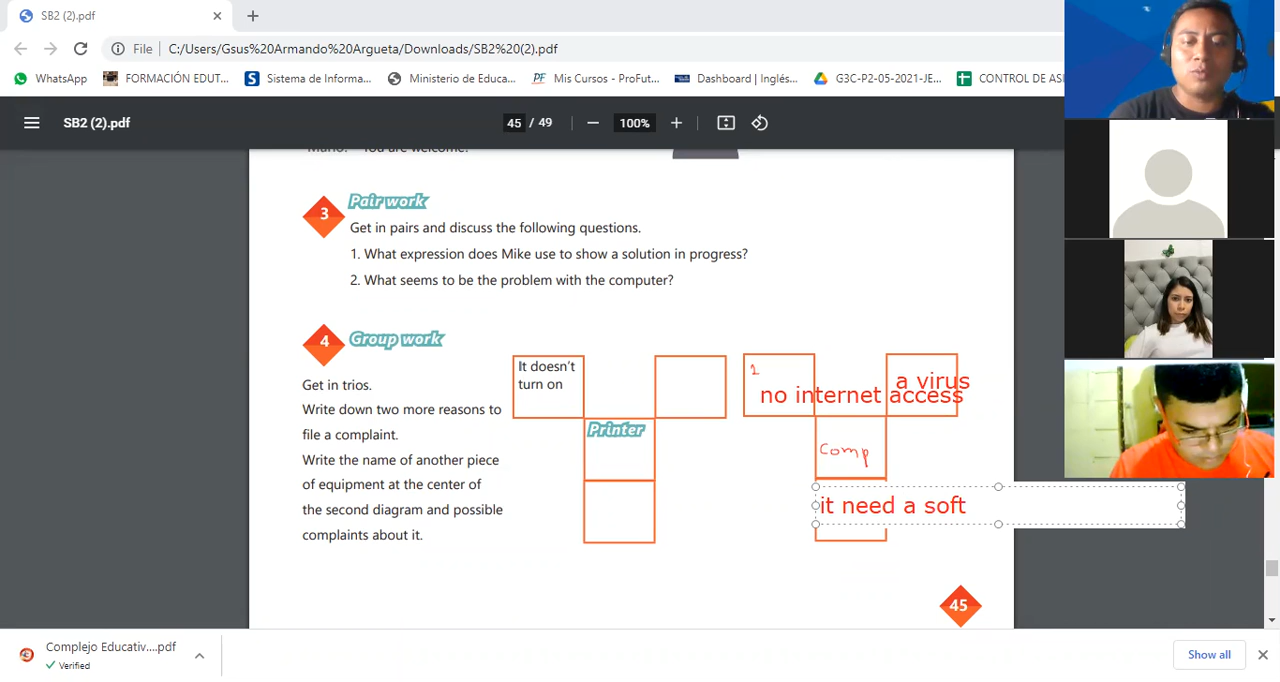 SB2 (2).pdf
File C:/Users/Gsus%20Armando%20Argueta/Downloads/SB2%20(2).pdf
WhatsApp FORMACIÓN EDUT... Sistema de Informa... Ministerio de Educa... Mis Cursos - ProFut... Dashboard | Inglés... G3C-P2-05-2021-JE... CONTROL DE ASI
SB2 (2).pdf 45 / 49 100%
You are welcome.
3 Pair work
Get in pairs and discuss the following questions.
1. What expression does Mike use to show a solution in progress?
2. What seems to be the problem with the computer?
4 Group work
Get in trios.
Write down two more reasons to
file a complaint.
Write the name of another piece
of equipment at the center of
the second diagram and possible
complaints about it.
It doesn't
turn on
Printer
1
no internet access
a virus
Comp
it need a soft
45
Complejo Educativ....pdf
Verified
Show all